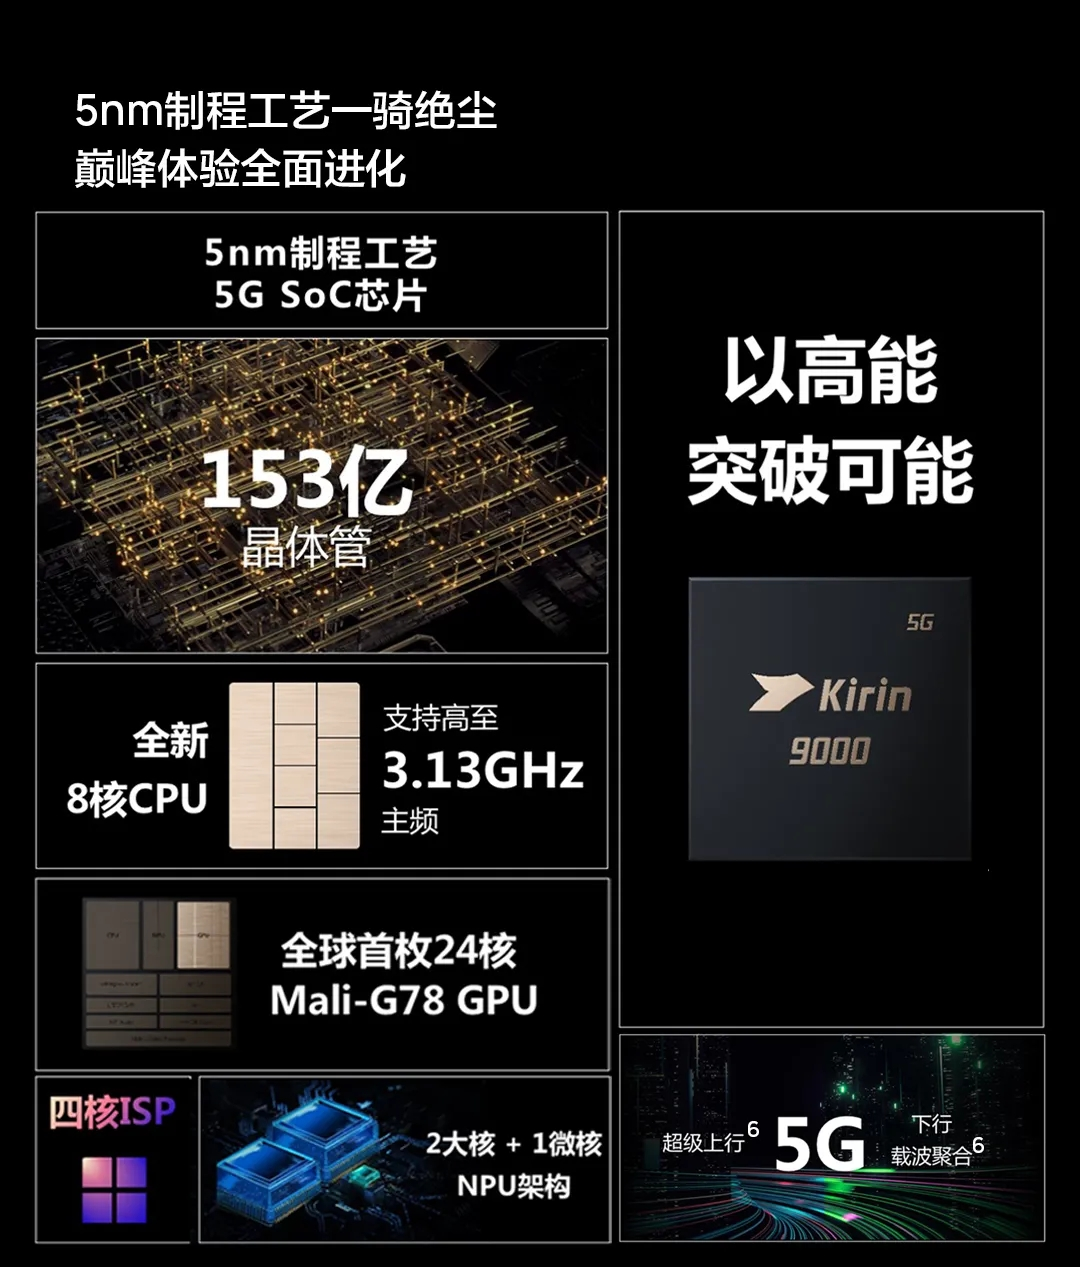 5nm制程工艺一骑绝尘
巅峰体验全面进化
5nm制程工艺
5G SoC芯片
153亿
晶体管
全新
8核CPU
支持高至
3.13GHz
主频
全球首枚24核
Mali-G78 GPU
四核ISP
2大核 + 1微核
NPU架构
以高能
突破可能
5G
Kirin
9000
超级上行6
5G
下行
载波聚合6